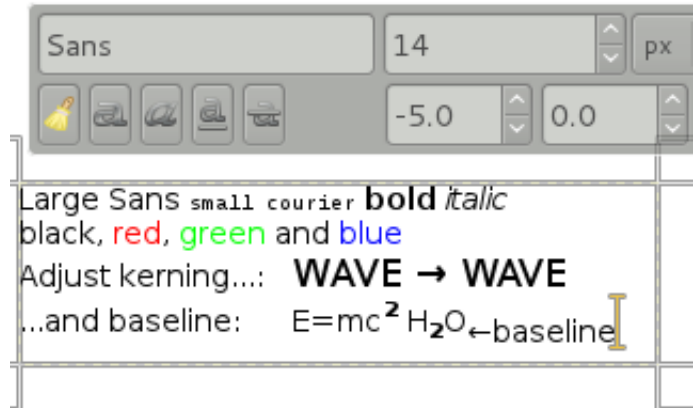 Sans 14 px
-5.0 0.0
Large Sans small courier bold italic
black, red, green and blue
Adjust kerning...: WAVE → WAVE
...and baseline: E=mc² H₂O←baseline